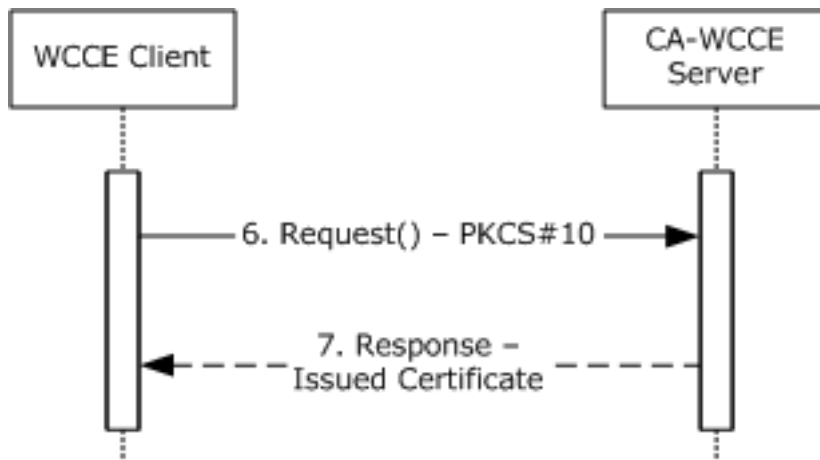 WCCE Client
CA-WCCE
Server
6. Request() – PKCS#10
7. Response –
Issued Certificate